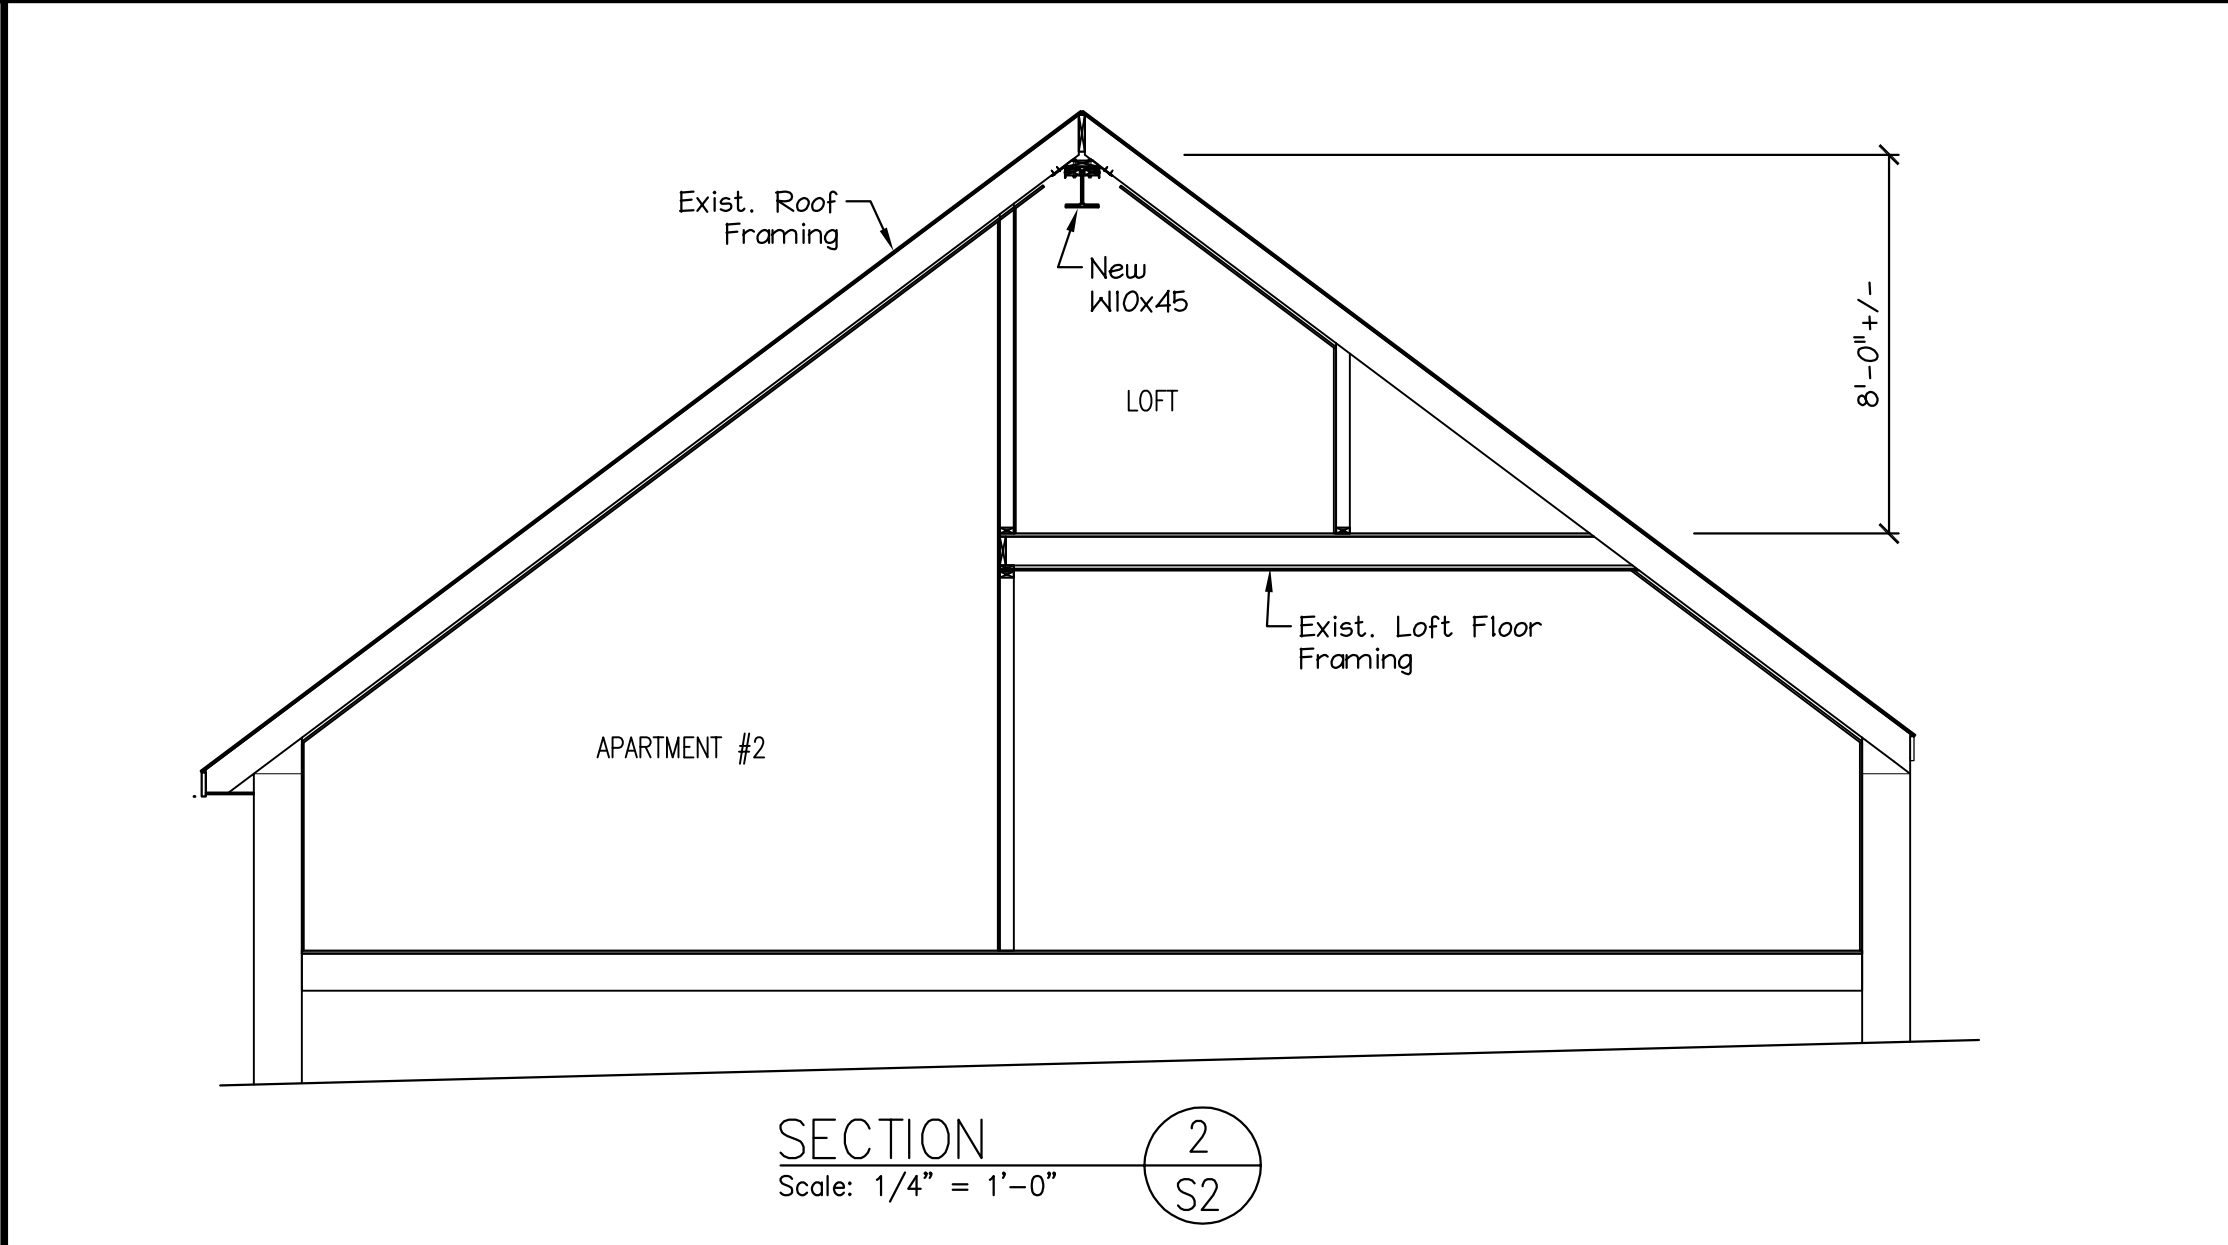 Exist. Roof
Framing
New
W10x45
8'-0"+/-
LOFT
Exist. Loft Floor
Framing
APARTMENT #2
SECTION
Scale: 1/4" = 1'-0"
2
S2